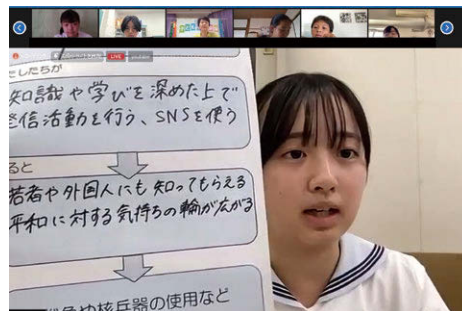 LIVE
したちが
知識や学びを深めた上で
発信活動を行う、SNSを使う
ると
若者や外国人にも知ってもらえる
平和に対する気持ちの輪が広がる
核兵器の使用など